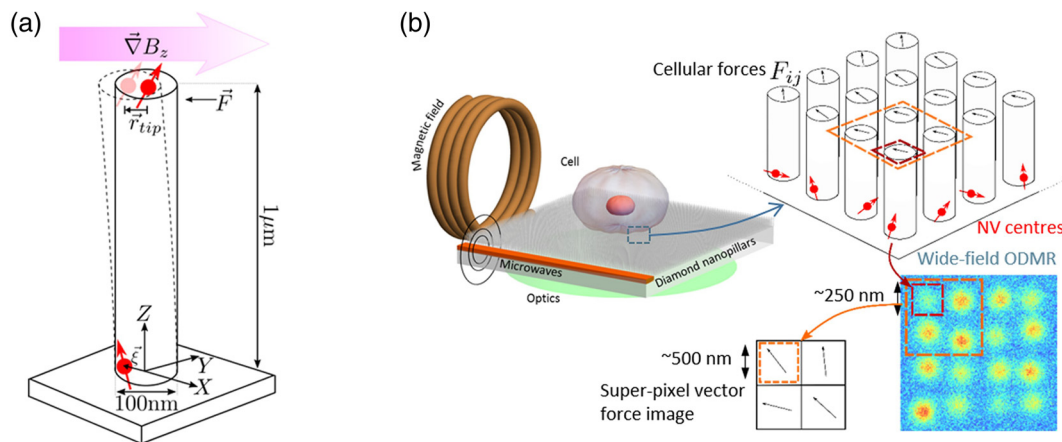 (a)
∇⃗B_z
F⃗
r⃗_tip
1μm
Z
ξ⃗
Y
X
100nm
(b)
Magnetic field
Cell
Microwaves
Diamond nanopillars
Optics
Cellular forces F_ij
NV centres
Wide-field ODMR
~250 nm
~500 nm
Super-pixel vector
force image